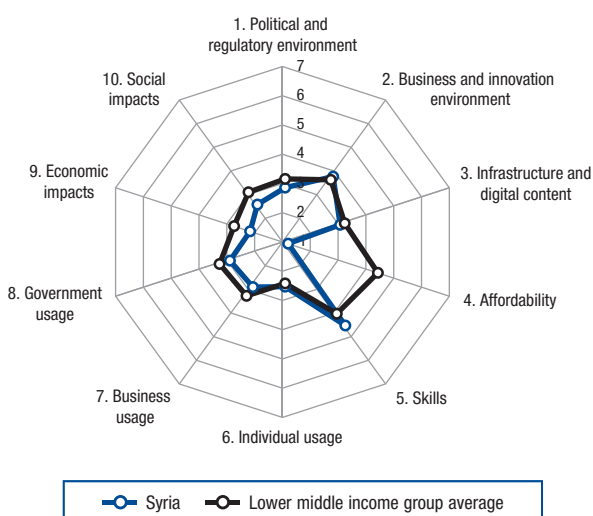 1. Political and
regulatory environment
2. Business and innovation
environment
3. Infrastructure and
digital content
4. Affordability
5. Skills
6. Individual usage
7. Business
usage
8. Government
usage
9. Economic
impacts
10. Social
impacts
7
6
5
4
3
2
1
Syria
Lower middle income group average